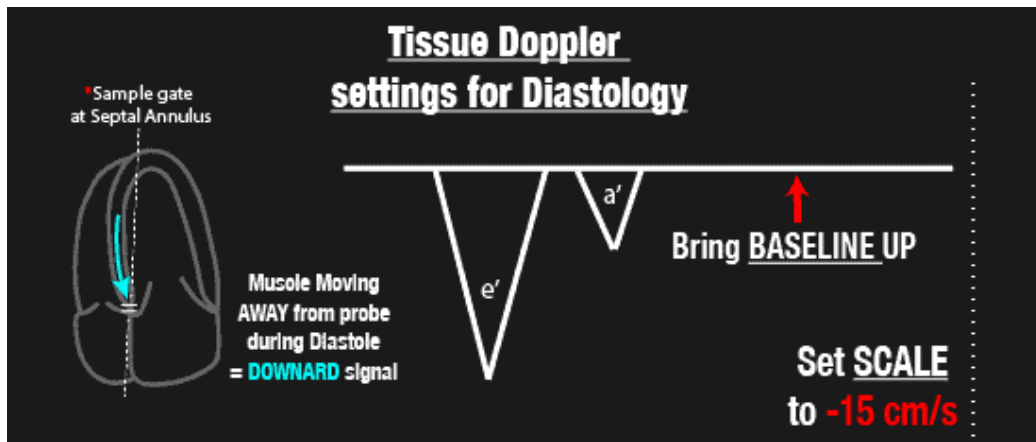 Tissue Doppler
settings for Diastology
*Sample gate
at Septal Annulus
e'
a'
Bring BASELINE UP
Muscle Moving
AWAY from probe
during Diastole
= DOWNARD signal
Set SCALE
to -15 cm/s